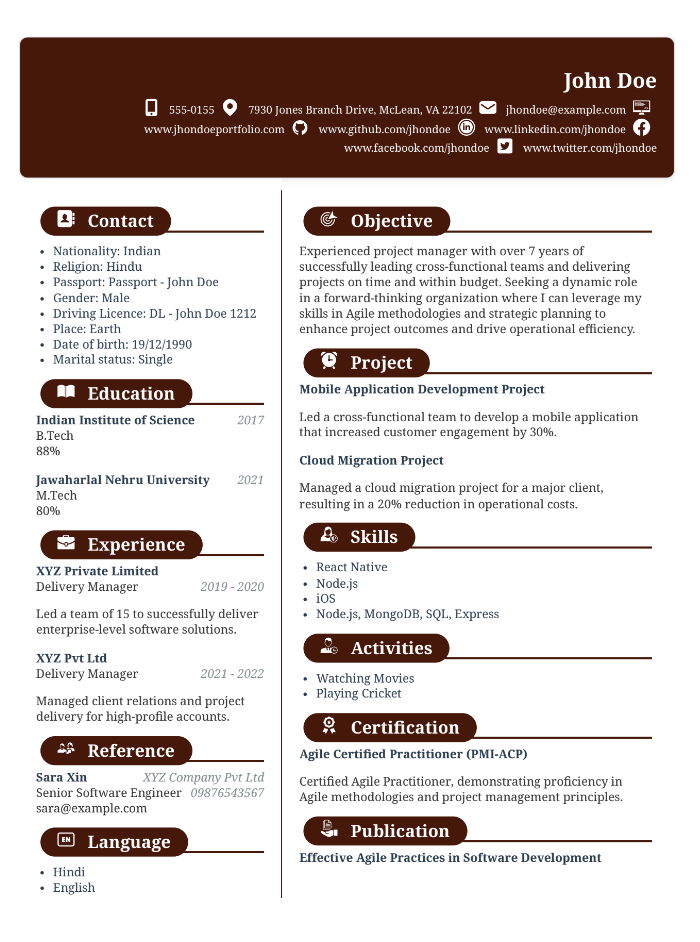 John Doe
555-0155 7930 Jones Branch Drive, McLean, VA 22102 jhondoe@example.com
www.jhondoeportfolio.com www.github.com/jhondoe www.linkedin.com/jhondoe
www.facebook.com/jhondoe www.twitter.com/jhondoe
Contact
• Nationality: Indian
• Religion: Hindu
• Passport: Passport - John Doe
• Gender: Male
• Driving Licence: DL - John Doe 1212
• Place: Earth
• Date of birth: 19/12/1990
• Marital status: Single
Education
Indian Institute of Science 2017
B.Tech
88%
Jawaharlal Nehru University 2021
M.Tech
80%
Experience
XYZ Private Limited
Delivery Manager 2019 - 2020
Led a team of 15 to successfully deliver
enterprise-level software solutions.
XYZ Pvt Ltd
Delivery Manager 2021 - 2022
Managed client relations and project
delivery for high-profile accounts.
Reference
Sara Xin XYZ Company Pvt Ltd
Senior Software Engineer 09876543567
sara@example.com
EN Language
• Hindi
• English
Objective
Experienced project manager with over 7 years of
successfully leading cross-functional teams and delivering
projects on time and within budget. Seeking a dynamic role
in a forward-thinking organization where I can leverage my
skills in Agile methodologies and strategic planning to
enhance project outcomes and drive operational efficiency.
Project
Mobile Application Development Project
Led a cross-functional team to develop a mobile application
that increased customer engagement by 30%.
Cloud Migration Project
Managed a cloud migration project for a major client,
resulting in a 20% reduction in operational costs.
Skills
• React Native
• Node.js
• iOS
• Node.js, MongoDB, SQL, Express
Activities
• Watching Movies
• Playing Cricket
Certification
Agile Certified Practitioner (PMI-ACP)
Certified Agile Practitioner, demonstrating proficiency in
Agile methodologies and project management principles.
Publication
Effective Agile Practices in Software Development